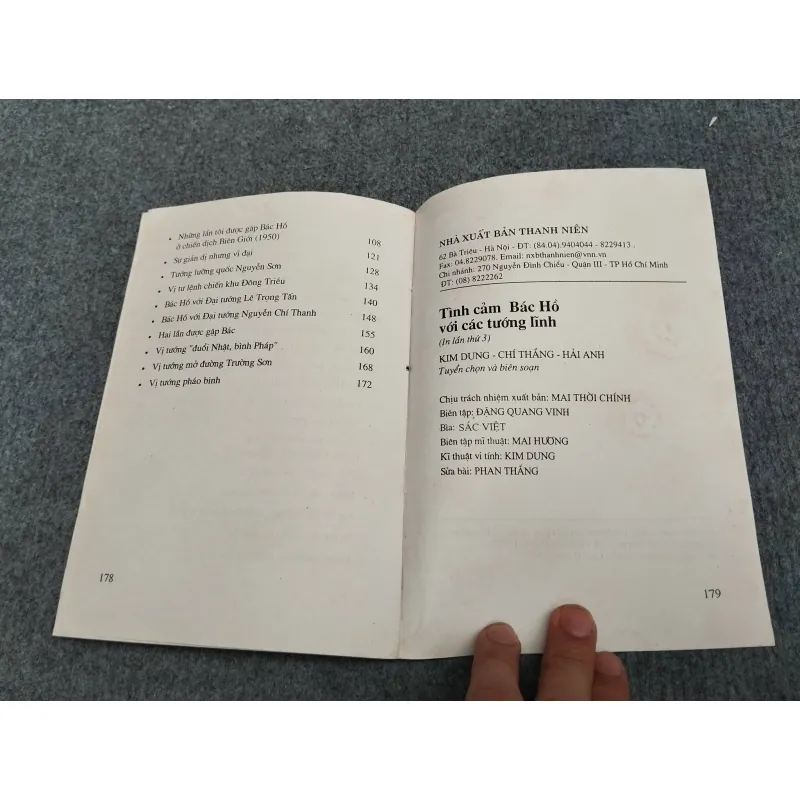 • Những lần tôi được gặp Bác Hồ
ở chiến dịch Biên Giới (1950) 108
• Sự giản dị nhưng vĩ đại 121
• Tướng lưỡng quốc Nguyễn Sơn 128
• Vị tư lệnh chiến khu Đông Triều 134
• Bác Hồ với Đại tướng Lê Trọng Tấn 140
• Bác Hồ với Đại tướng Nguyễn Chí Thanh 148
• Hai lần được gặp Bác 155
• Vị tướng "đuổi Nhật, bình Pháp" 160
• Vị tướng mở đường Trường Sơn 168
• Vị tướng pháo binh 172
178
NHÀ XUẤT BẢN THANH NIÊN
62 Bà Triệu - Hà Nội - ĐT: (84.04).9404044 - 8229413
Fax: 04.8229078. Email: nxbthanhnien@vnn.vn
Chi nhánh: 270 Nguyễn Đình Chiểu - Quận III - TP Hồ Chí Minh
ĐT: (08) 8222262
Tình cảm Bác Hồ
với các tướng lĩnh
(In lần thứ 3)
KIM DUNG - CHÍ THẮNG - HẢI ANH
Tuyển chọn và biên soạn
Chịu trách nhiệm xuất bản: MAI THỜI CHÍNH
Biên tập: ĐẶNG QUANG VINH
Bìa: SÁC VIỆT
Biên tập mĩ thuật: MAI HƯƠNG
Kĩ thuật vi tính: KIM DUNG
Sửa bài: PHAN THẮNG
179